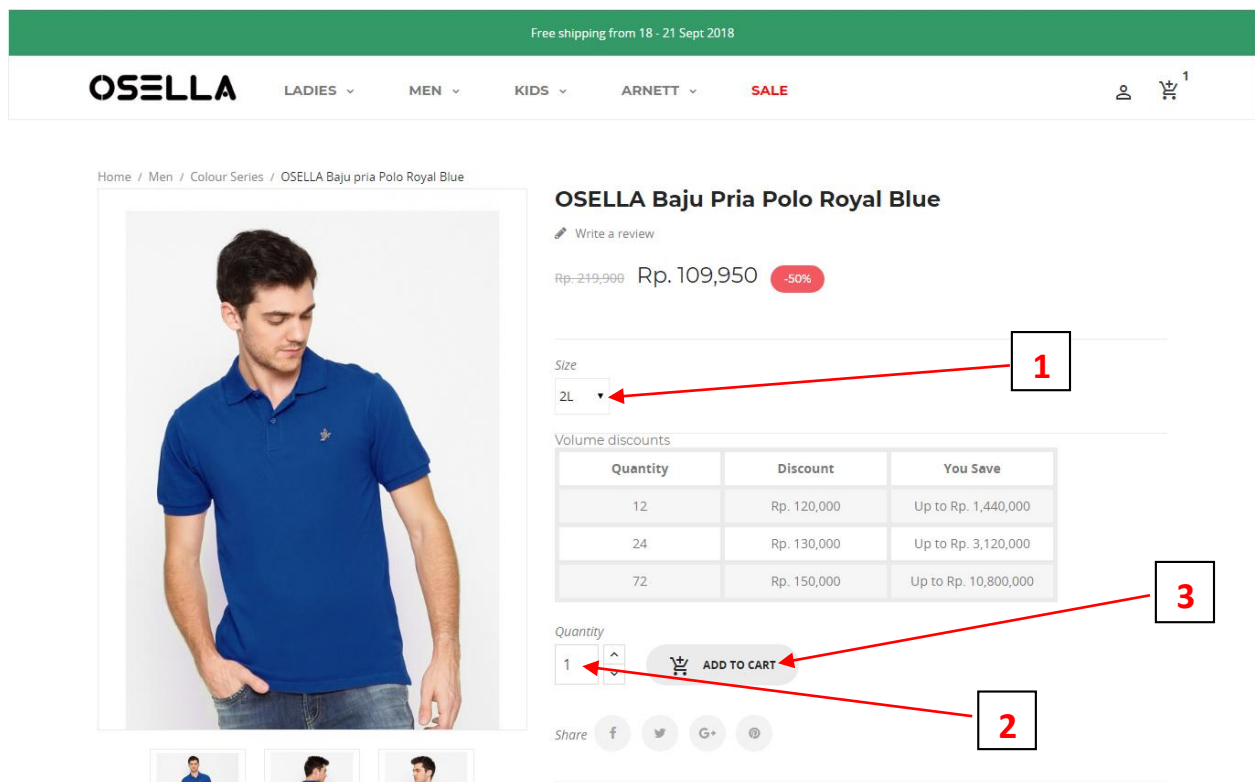 Free shipping from 18 - 21 Sept 2018
OSELLA LADIES MEN KIDS ARNETT SALE 1
Home / Men / Colour Series / OSELLA Baju pria Polo Royal Blue
OSELLA Baju Pria Polo Royal Blue
Write a review
Rp. 219,900 Rp. 109,950 -50%
1
Size
2L
Volume discounts
Quantity Discount You Save
12 Rp. 120,000 Up to Rp. 1,440,000
24 Rp. 130,000 Up to Rp. 3,120,000
72 Rp. 150,000 Up to Rp. 10,800,000
3
Quantity
1 ADD TO CART
2
Share f G+